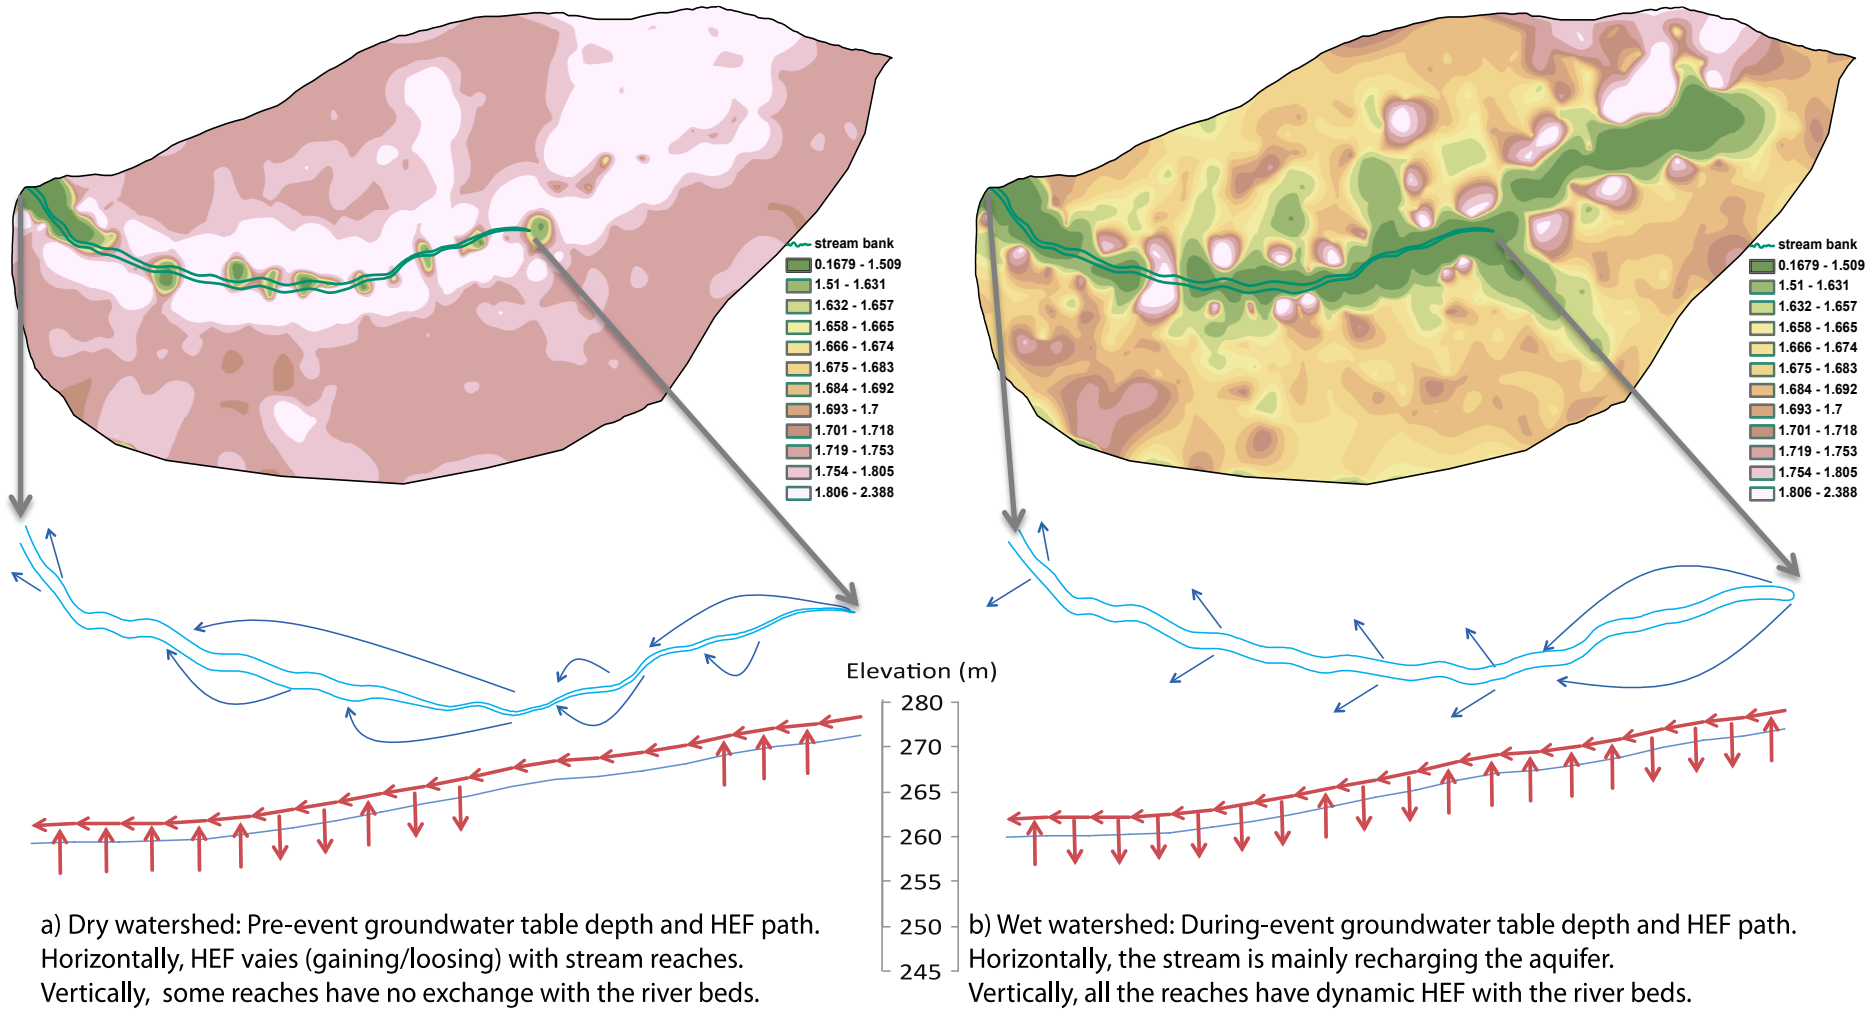 stream bank
0.1679 - 1.509
1.51 - 1.631
1.632 - 1.657
1.658 - 1.665
1.666 - 1.674
1.675 - 1.683
1.684 - 1.692
1.693 - 1.7
1.701 - 1.718
1.719 - 1.753
1.754 - 1.805
1.806 - 2.388
stream bank
0.1679 - 1.509
1.51 - 1.631
1.632 - 1.657
1.658 - 1.665
1.666 - 1.674
1.675 - 1.683
1.684 - 1.692
1.693 - 1.7
1.701 - 1.718
1.719 - 1.753
1.754 - 1.805
1.806 - 2.388
Elevation (m)
280
270
265
260
255
250
245
a) Dry watershed: Pre-event groundwater table depth and HEF path.
Horizontally, HEF vaies (gaining/loosing) with stream reaches.
Vertically, some reaches have no exchange with the river beds.
b) Wet watershed: During-event groundwater table depth and HEF path.
Horizontally, the stream is mainly recharging the aquifer.
Vertically, all the reaches have dynamic HEF with the river beds.